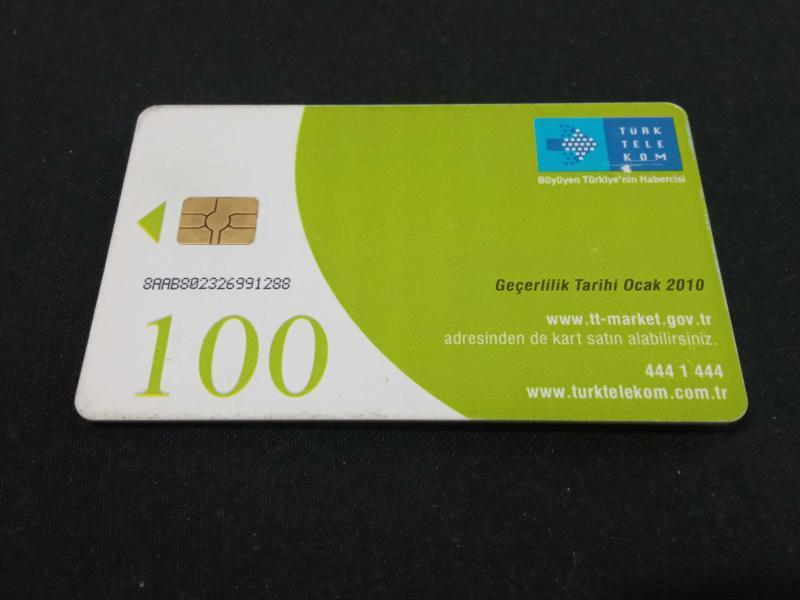 TÜRK
TELE
KOM
Büyüyen Türkiye'nin Habercisi
8AAB802326991288
100
Geçerlilik Tarihi Ocak 2010
www.tt-market.gov.tr
adresinden de kart satın alabilirsiniz.
444 1 444
www.turktelekom.com.tr